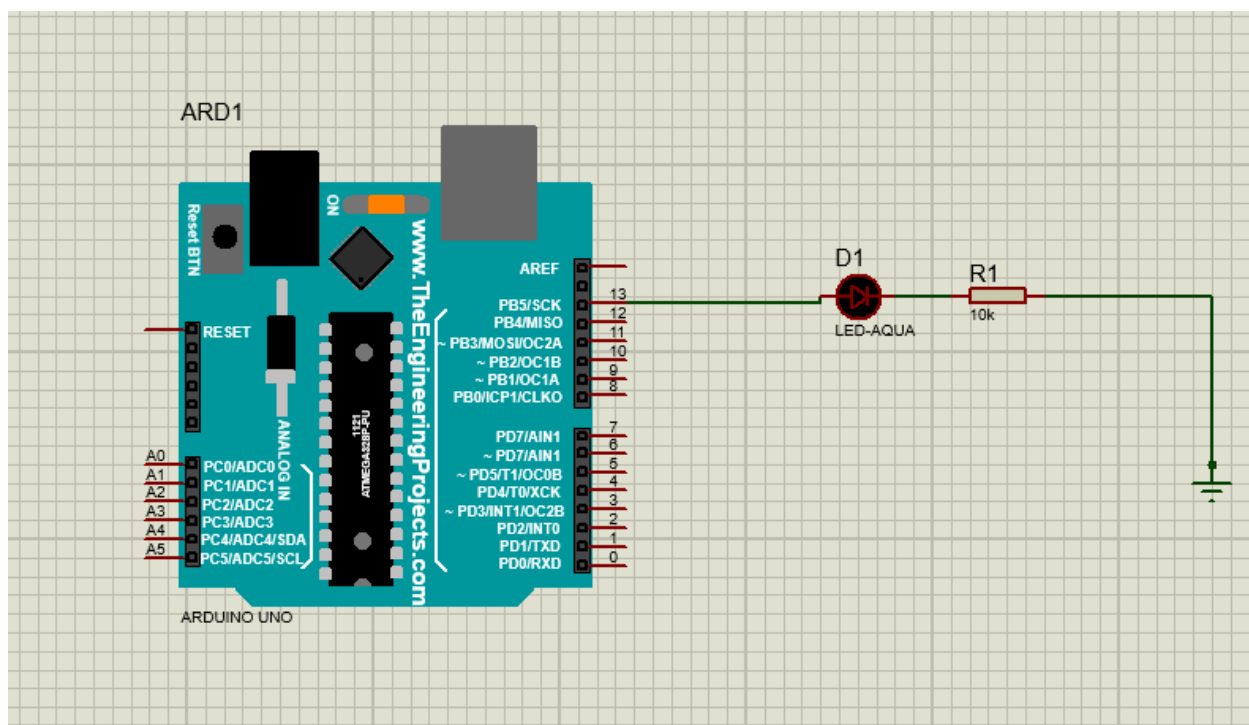 ARD1
Reset BTN
ON
www.TheEngineeringProjects.com
RESET
ANALOG IN
1121
ATMEGA328P-PU
A0 PC0/ADC0
A1 PC1/ADC1
A2 PC2/ADC2
A3 PC3/ADC3
A4 PC4/ADC4/SDA
A5 PC5/ADC5/SCL
AREF
PB5/SCK 13
PB4/MISO 12
~ PB3/MOSI/OC2A 11
~ PB2/OC1B 10
~ PB1/OC1A 9
PB0/ICP1/CLKO 8
PD7/AIN1 7
~ PD7/AIN1 6
~ PD5/T1/OC0B 5
PD4/T0/XCK 4
~ PD3/INT1/OC2B 3
PD2/INT0 2
PD1/TXD 1
PD0/RXD 0
ARDUINO UNO
D1
LED-AQUA
R1
10k